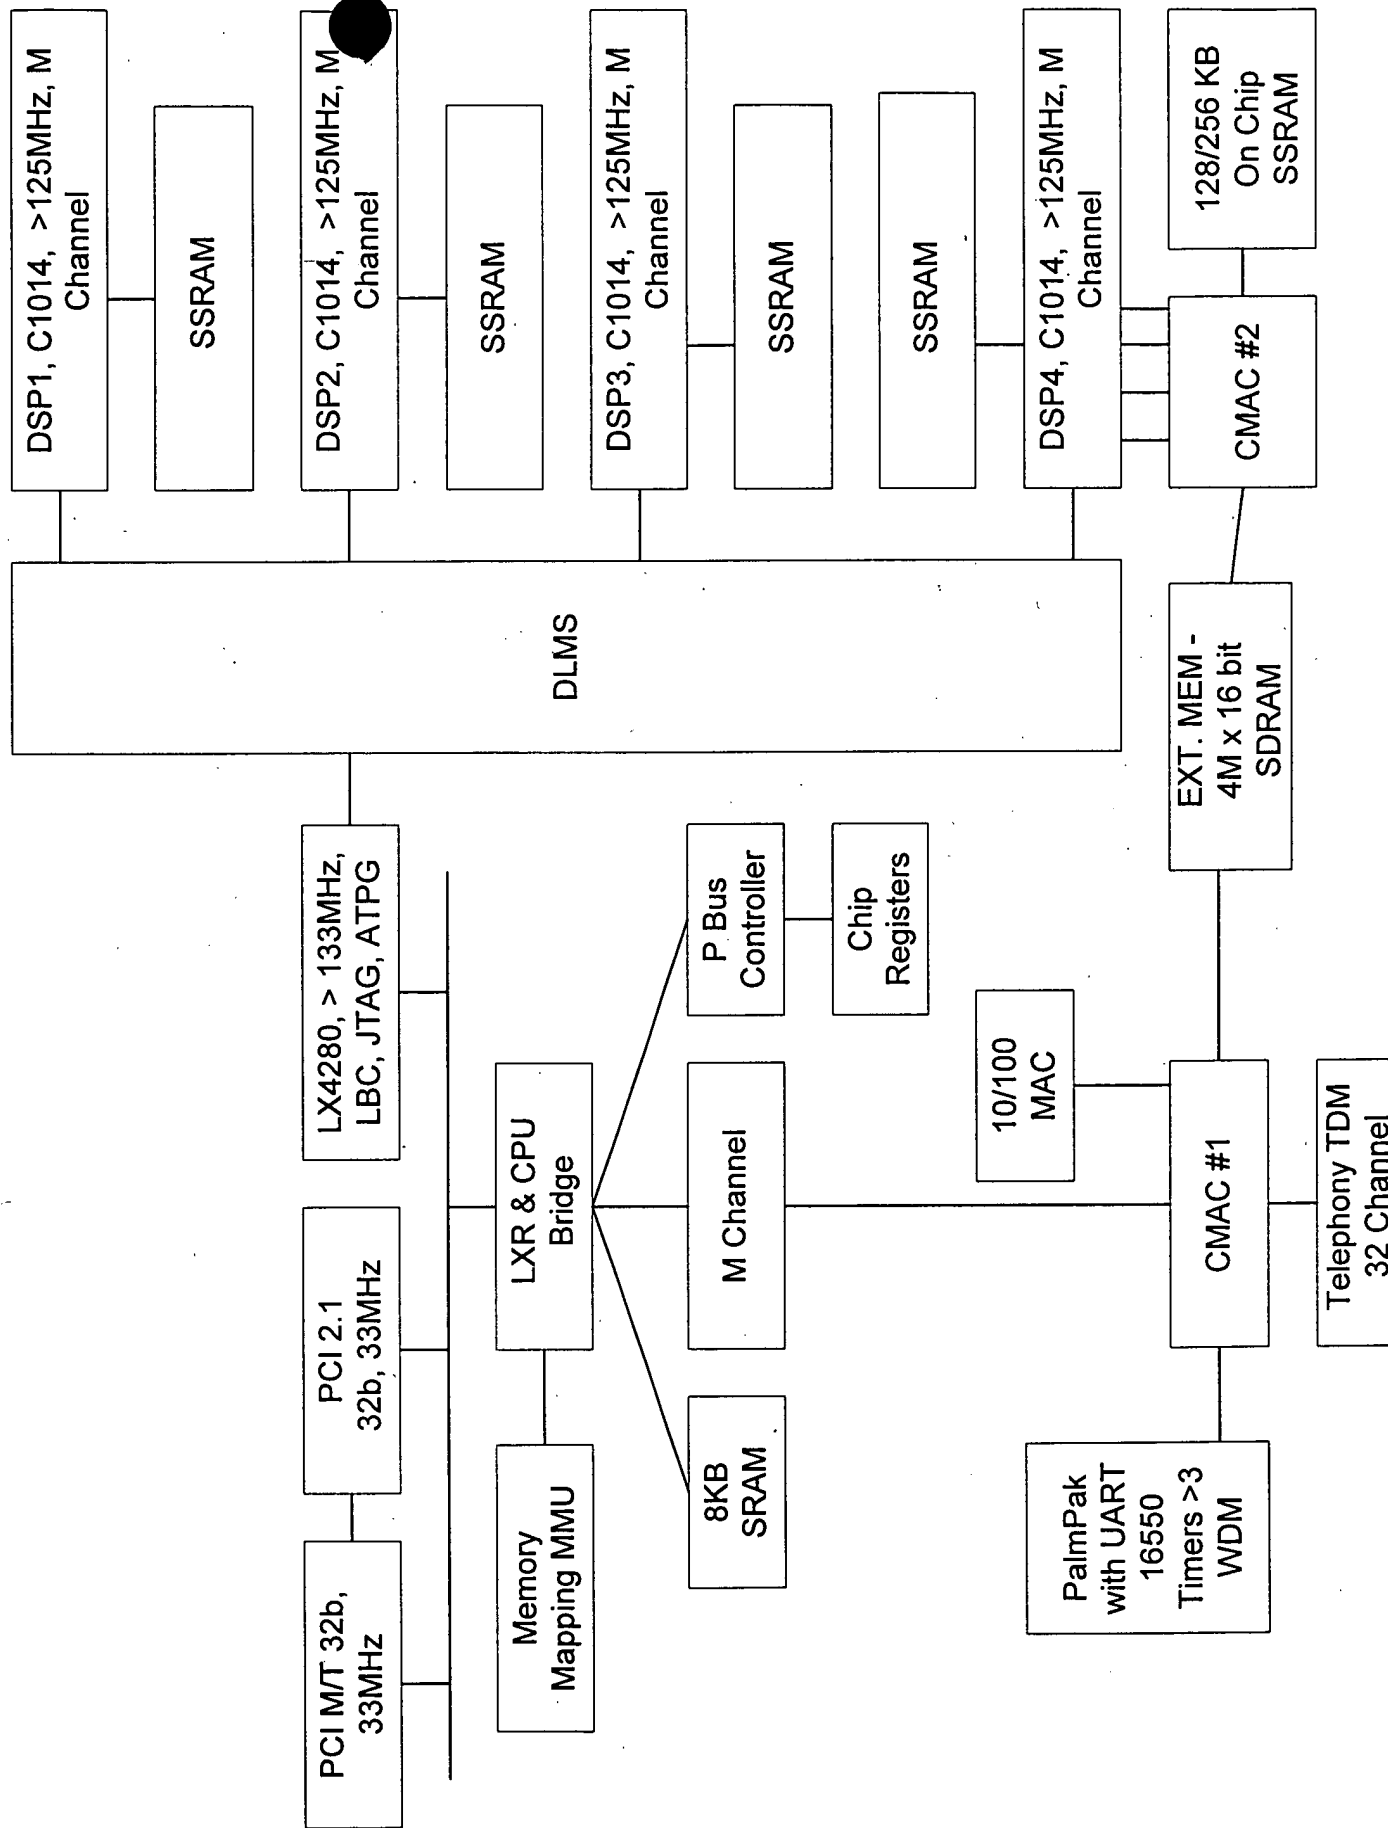 DSP1, C1014, >125MHz, M
Channel
SSRAM
PCI M/T 32b,
33MHz
PCI 2.1
32b, 33MHz
LX4280, > 133MHz,
LBC, JTAG, ATPG
DSP2, C1014, >125MHz, M
Channel
SSRAM
Memory
Mapping MMU
LXR & CPU
Bridge
DLMS
DSP3, C1014, >125MHz, M
Channel
SSRAM
8KB
SRAM
M Channel
P Bus
Controller
Chip
Registers
SSRAM
10/100
MAC
DSP4, C1014, >125MHz, M
Channel
PalmPak
with UART
16550
Timers >3
WDM
CMAC #1
EXT. MEM -
4M x 16 bit
SDRAM
CMAC #2
128/256 KB
On Chip
SSRAM
Telephony TDM
32 Channel